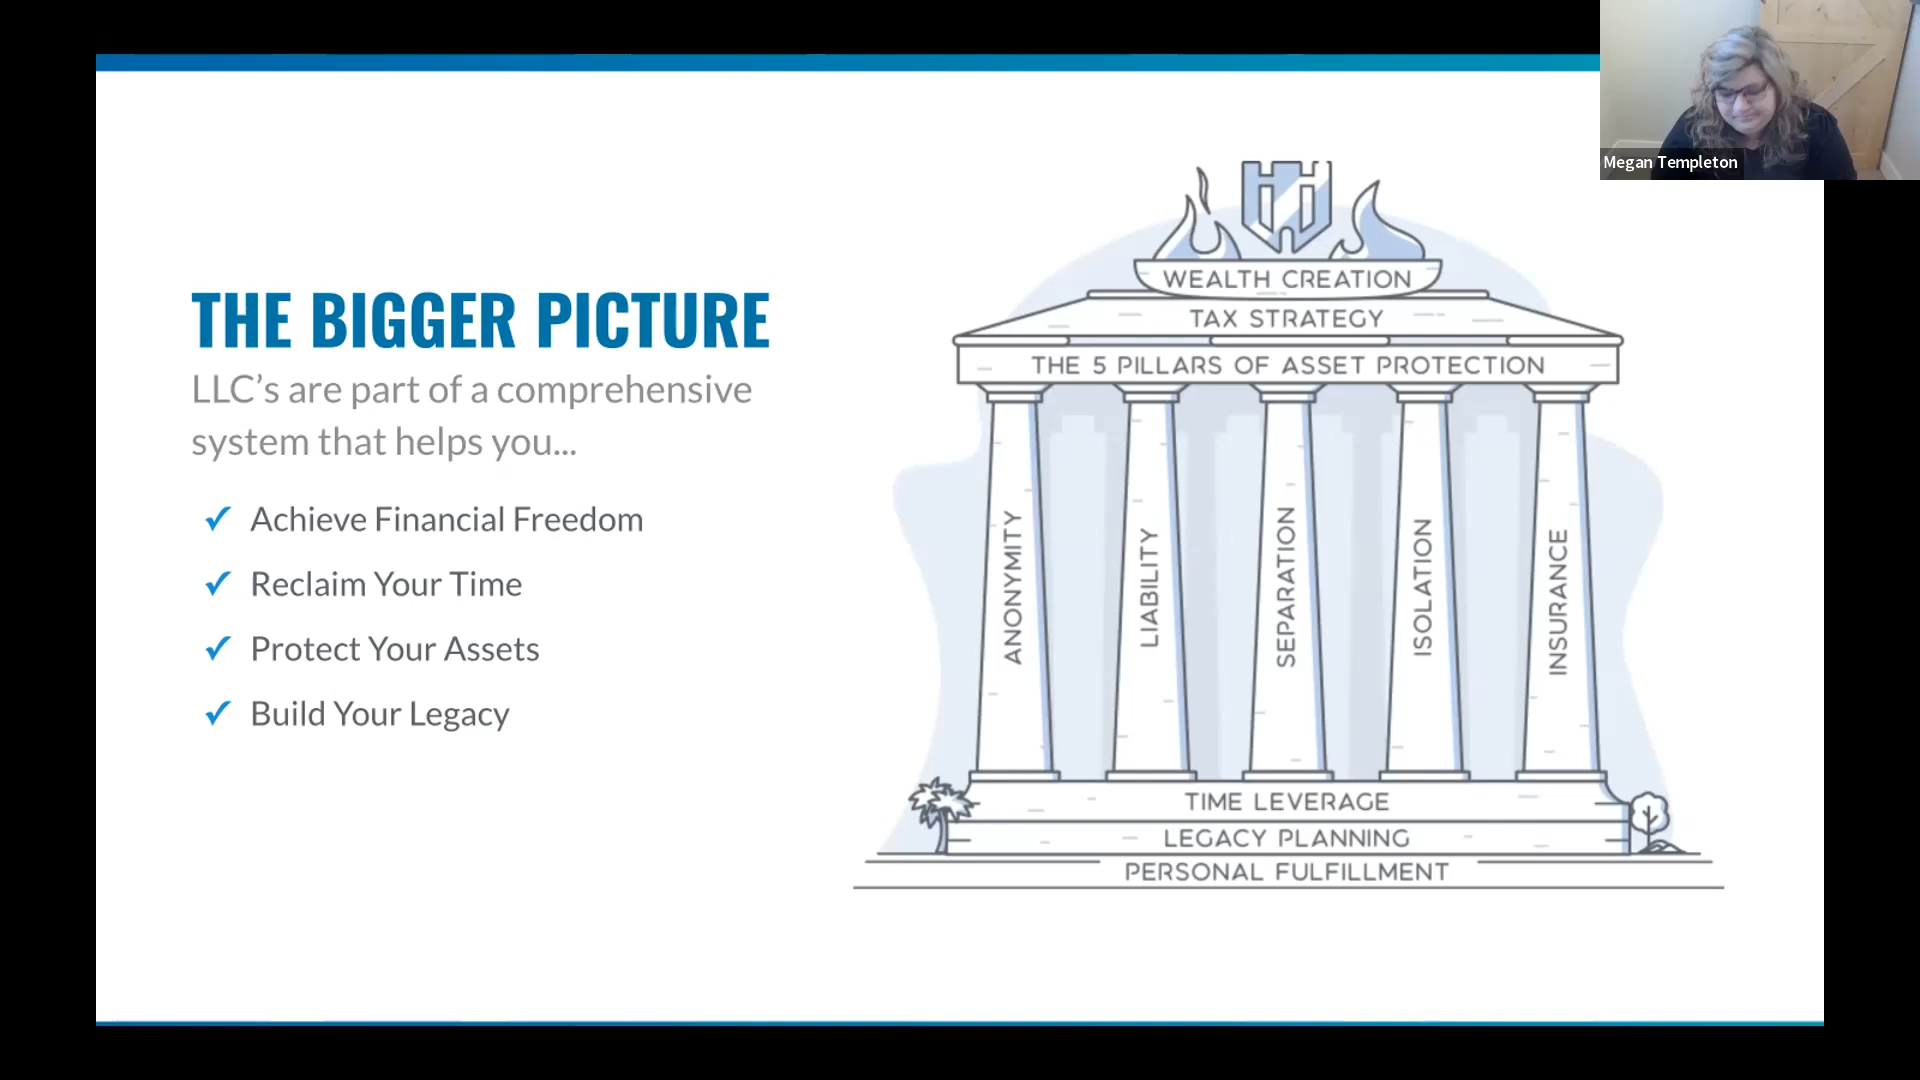 THE BIGGER PICTURE
LLC’s are part of a comprehensive
system that helps you...
✓ Achieve Financial Freedom
✓ Reclaim Your Time
✓ Protect Your Assets
✓ Build Your Legacy
WEALTH CREATION
TAX STRATEGY
THE 5 PILLARS OF ASSET PROTECTION
ANONYMITY
LIABILITY
SEPARATION
ISOLATION
INSURANCE
TIME LEVERAGE
LEGACY PLANNING
PERSONAL FULFILLMENT
Megan Templeton